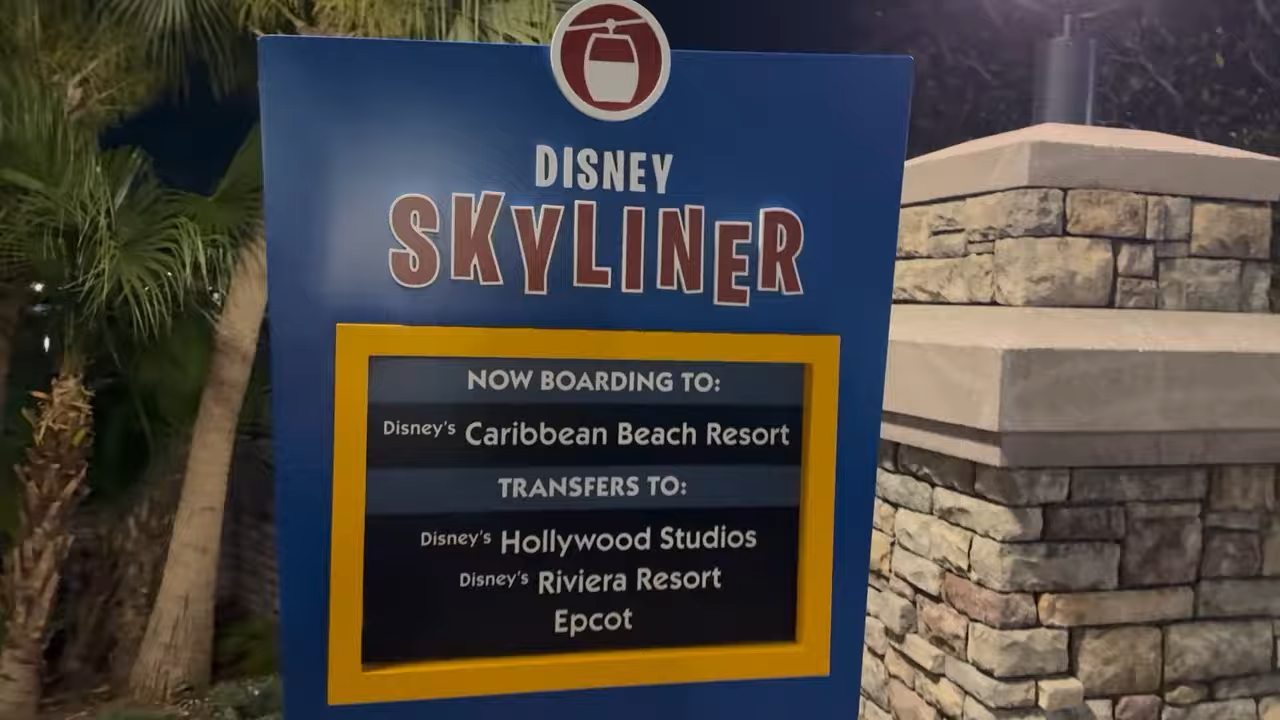 DISNEY
SKYLINER
NOW BOARDING TO:
Disney's Caribbean Beach Resort
TRANSFERS TO:
Disney's Hollywood Studios
Disney's Riviera Resort
Epcot